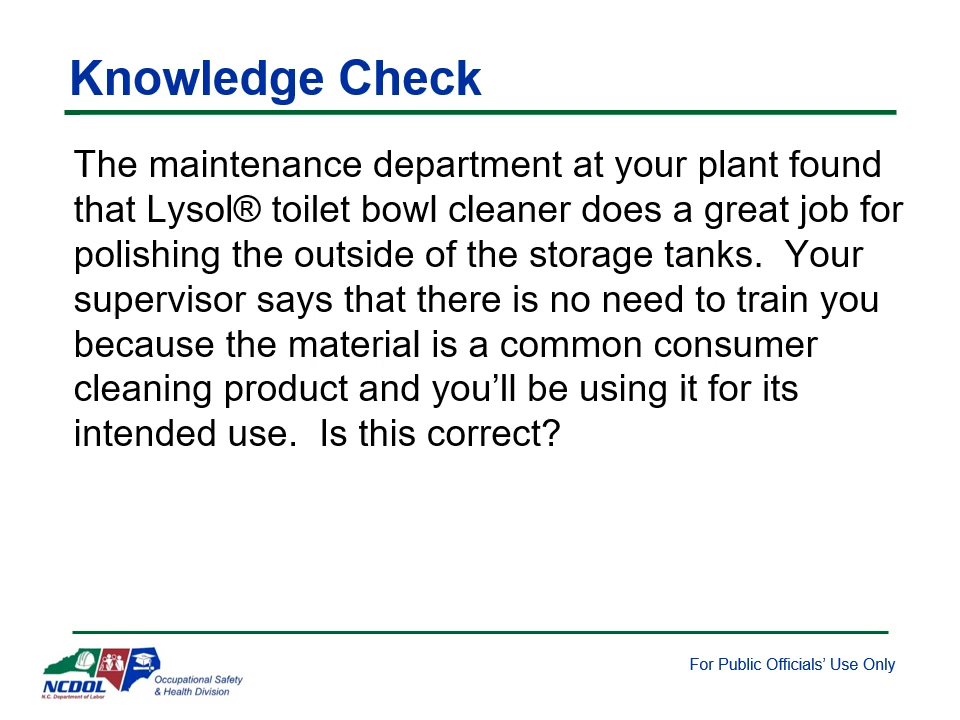 Knowledge Check
The maintenance department at your plant found
that Lysol® toilet bowl cleaner does a great job for
polishing the outside of the storage tanks.  Your
supervisor says that there is no need to train you
because the material is a common consumer
cleaning product and you’ll be using it for its
intended use.  Is this correct?
NCDOL
N.C. Department of Labor
Occupational Safety
& Health Division
For Public Officials’ Use Only